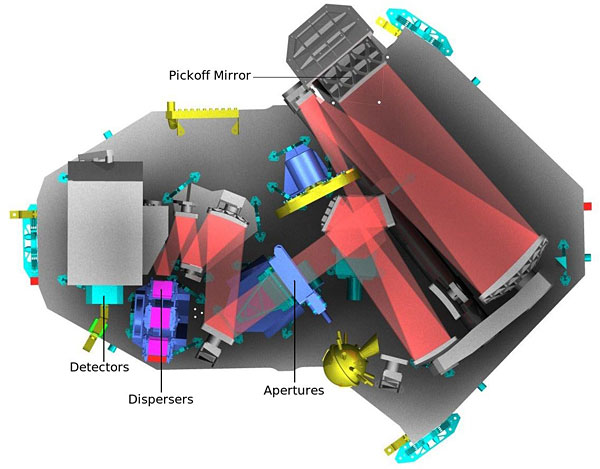 Pickoff Mirror
Detectors
Dispersers
Apertures